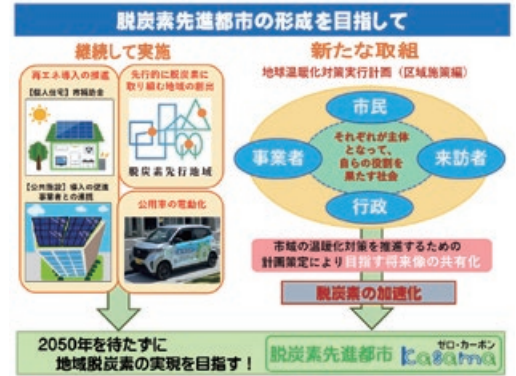 脱炭素先進都市の形成を目指して
継続して実施
再エネ導入の推進
【個人住宅】市補助金
【公共施設】導入の促進
事業者との連携
先行的に脱炭素に
取り組む地域の創出
脱炭素先行地域
公用車の電動化
新たな取組
地球温暖化対策実行計画（区域施策編）
市民
事業者
それぞれが主体
となって、
自らの役割を
果たす社会
来訪者
行政
市域の温暖化対策を推進するための
計画策定により目指す将来像の共有化
脱炭素の加速化
2050年を待たずに
地域脱炭素の実現を目指す！
脱炭素先進都市
ゼロ・カーボン
kasama